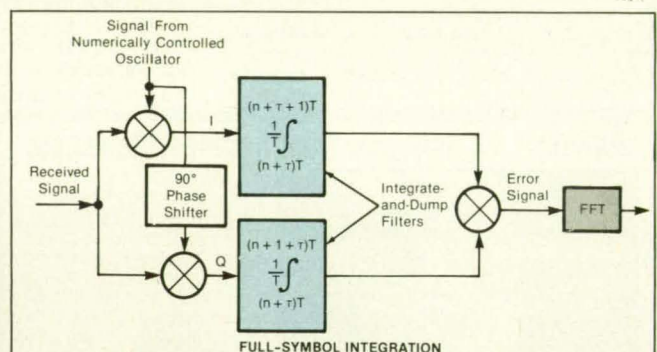 Signal From
Numerically Controlled
Oscillator
I
(n + τ + 1)T
1/T ∫
(n + τ)T
Received
Signal
90°
Phase
Shifter
Integrate-
and-Dump
Filters
Error
Signal
FFT
Q
(n + 1 + τ)T
1/T ∫
(n + τ)T
FULL-SYMBOL INTEGRATION